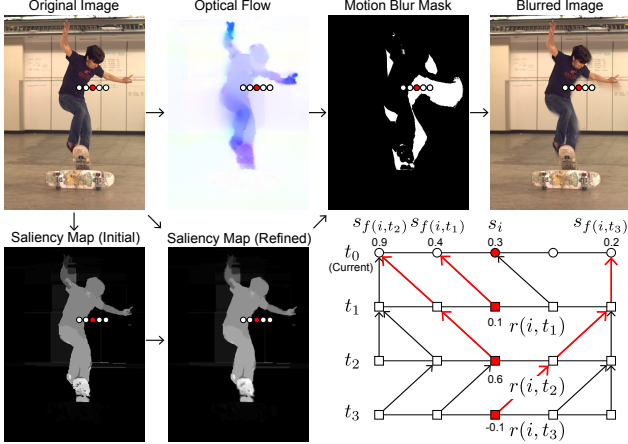 Original Image
Optical Flow
Motion Blur Mask
Blurred Image
Saliency Map (Initial)
Saliency Map (Refined)
s_{f(i,t_2)} s_{f(i,t_1)} s_i s_{f(i,t_3)}
0.9 0.4 0.3 0.2
t_0
(Current)
t_1
0.1 r(i, t_1)
t_2
0.6 r(i, t_2)
t_3
-0.1 r(i, t_3)